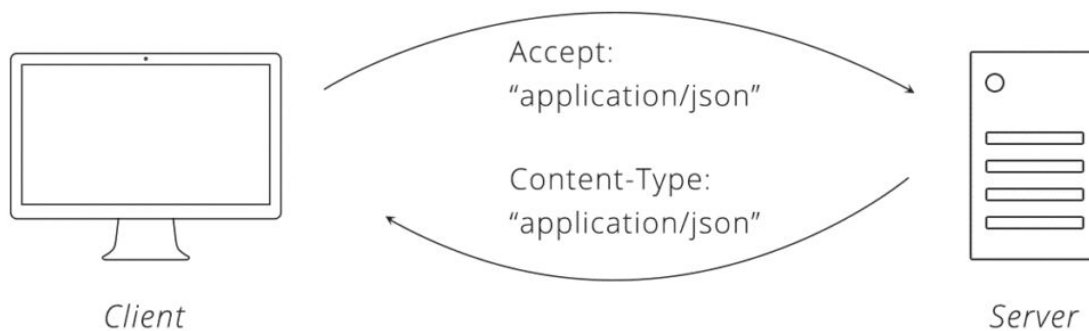 Accept:
“application/json”
Content-Type:
“application/json”
Client
Server